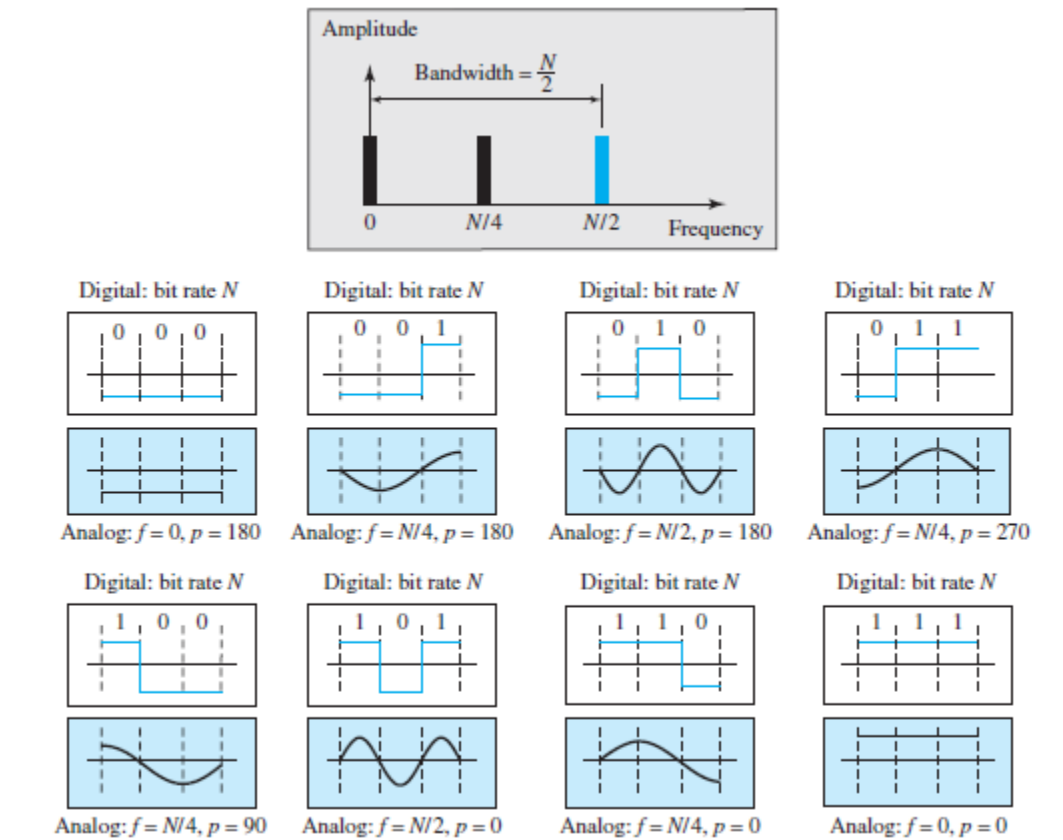 Amplitude
Bandwidth = N/2
0 N/4 N/2 Frequency
Digital: bit rate N Digital: bit rate N Digital: bit rate N Digital: bit rate N
0 0 0 0 0 1 0 1 0 0 1 1
Analog: f = 0, p = 180 Analog: f = N/4, p = 180 Analog: f = N/2, p = 180 Analog: f = N/4, p = 270
Digital: bit rate N Digital: bit rate N Digital: bit rate N Digital: bit rate N
1 0 0 1 0 1 1 1 0 1 1 1
Analog: f = N/4, p = 90 Analog: f = N/2, p = 0 Analog: f = N/4, p = 0 Analog: f = 0, p = 0